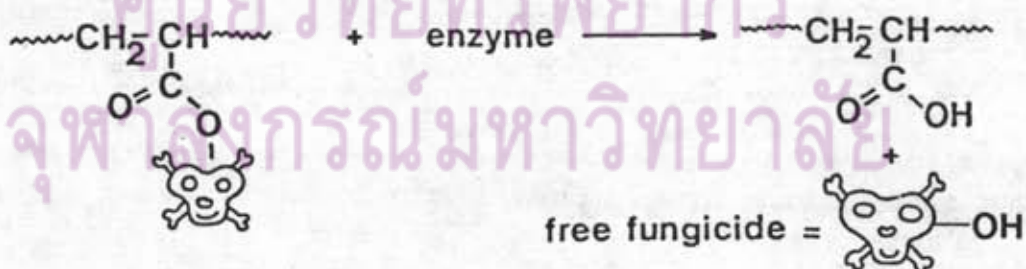 ศูนย์วิทยทรัพยากร
CH2-CH + enzyme CH2-CH
C C
O O O OH
จุฬาลงกรณ์มหาวิทยาลัย
+
free fungicide = OH